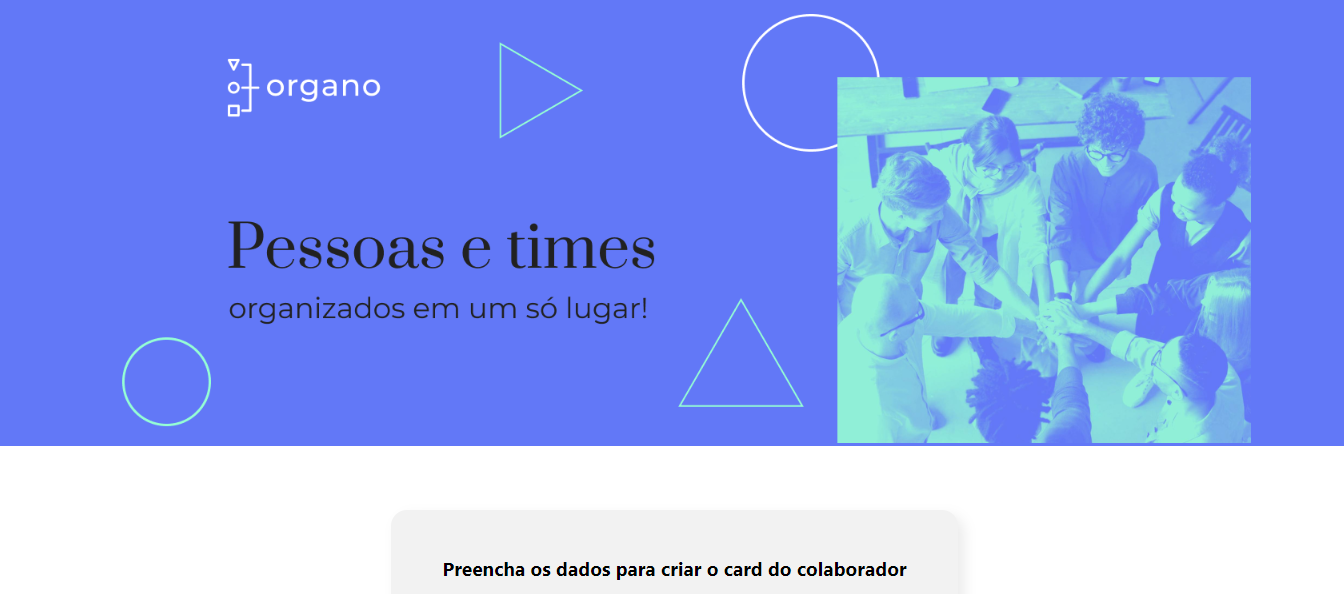 organo
Pessoas e times
organizados em um só lugar!
Preencha os dados para criar o card do colaborador